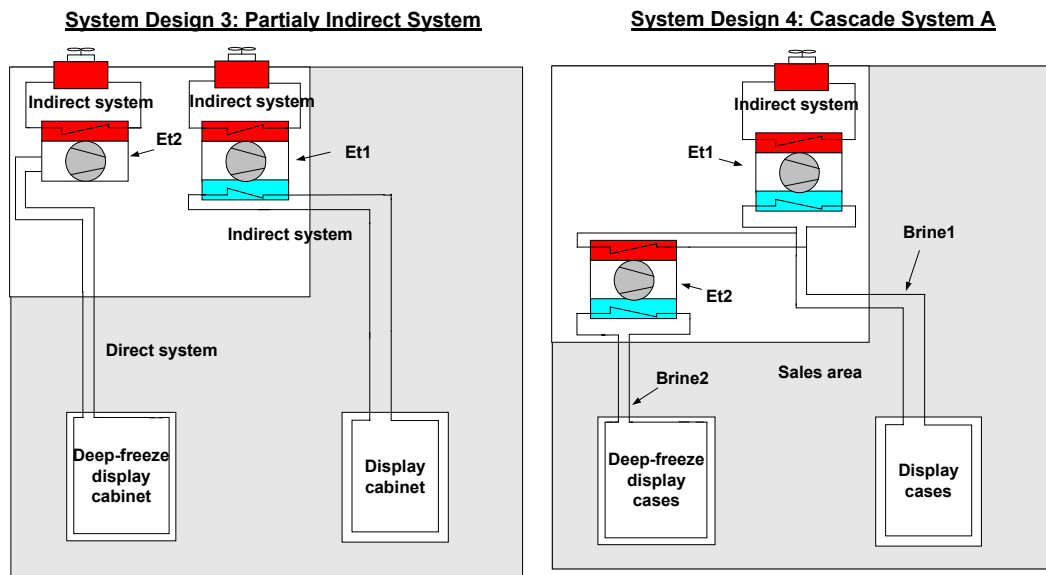 System Design 3: Partialy Indirect System
Indirect system
Indirect system
Et2
Et1
Indirect system
Direct system
Deep-freeze
display
cabinet
Display
cabinet
System Design 4: Cascade System A
Indirect system
Et1
Brine1
Et2
Sales area
Brine2
Deep-freeze
display
cases
Display
cases